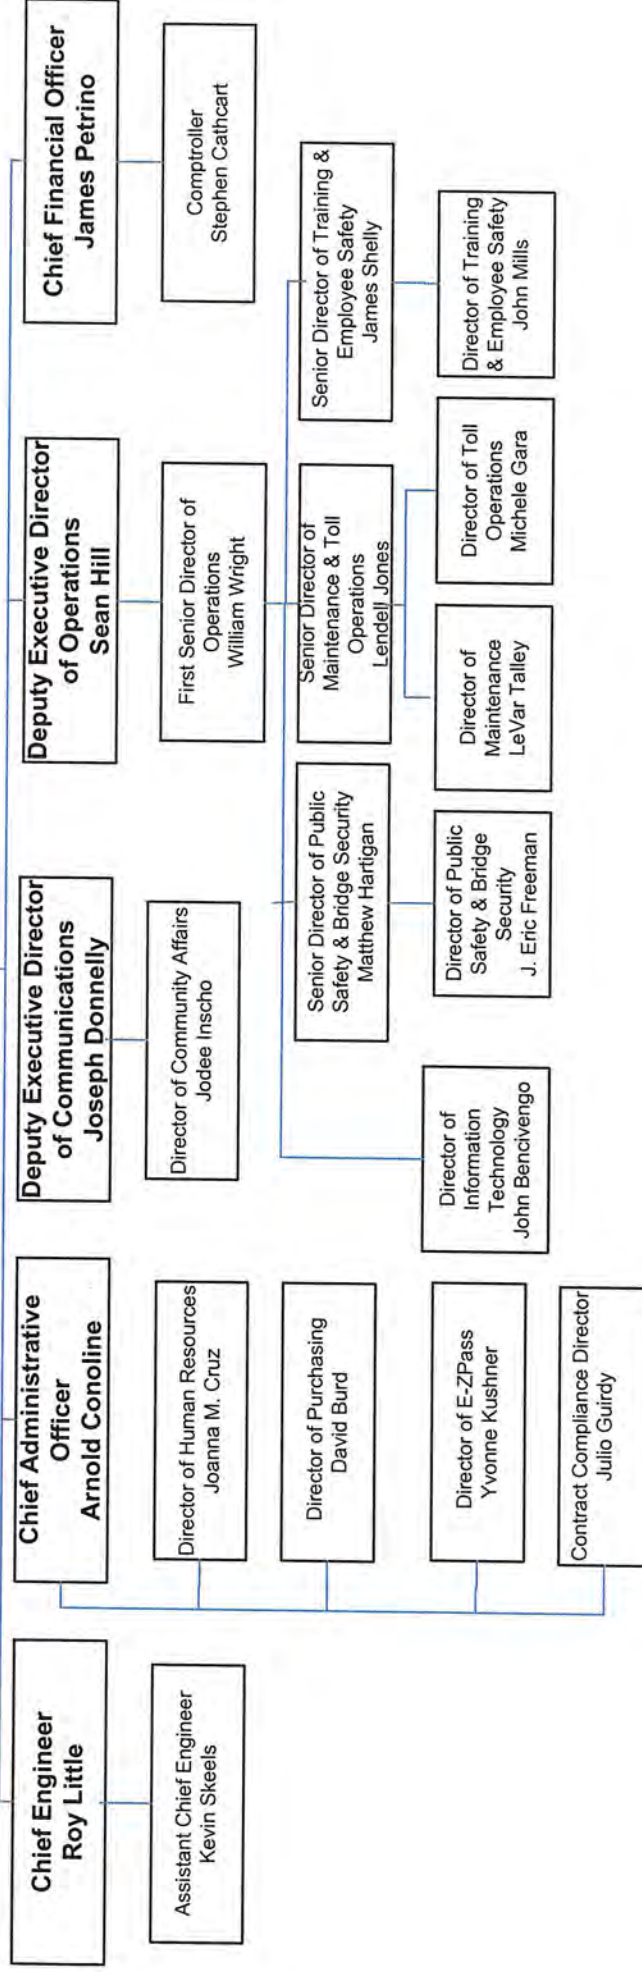 Chief Engineer
Roy Little
Assistant Chief Engineer
Kevin Skeels
Chief Administrative
Officer
Arnold Conoline
Director of Human Resources
Joanna M. Cruz
Director of Purchasing
David Burd
Director of E-ZPass
Yvonne Kushner
Contract Compliance Director
Julio Guirdy
Deputy Executive Director
of Communications
Joseph Donnelly
Director of Community Affairs
Jodee Inscho
Deputy Executive Director
of Operations
Sean Hill
First Senior Director of
Operations
William Wright
Director of
Information
Technology
John Bencivengo
Senior Director of Public
Safety & Bridge Security
Matthew Hartigan
Director of Public
Safety & Bridge
Security
J. Eric Freeman
Senior Director of
Maintenance & Toll
Operations
Lendell Jones
Director of
Maintenance
LeVar Talley
Director of Toll
Operations
Michele Gara
Senior Director of Training &
Employee Safety
James Shelly
Director of Training
& Employee Safety
John Mills
Chief Financial Officer
James Petrino
Comptroller
Stephen Cathcart